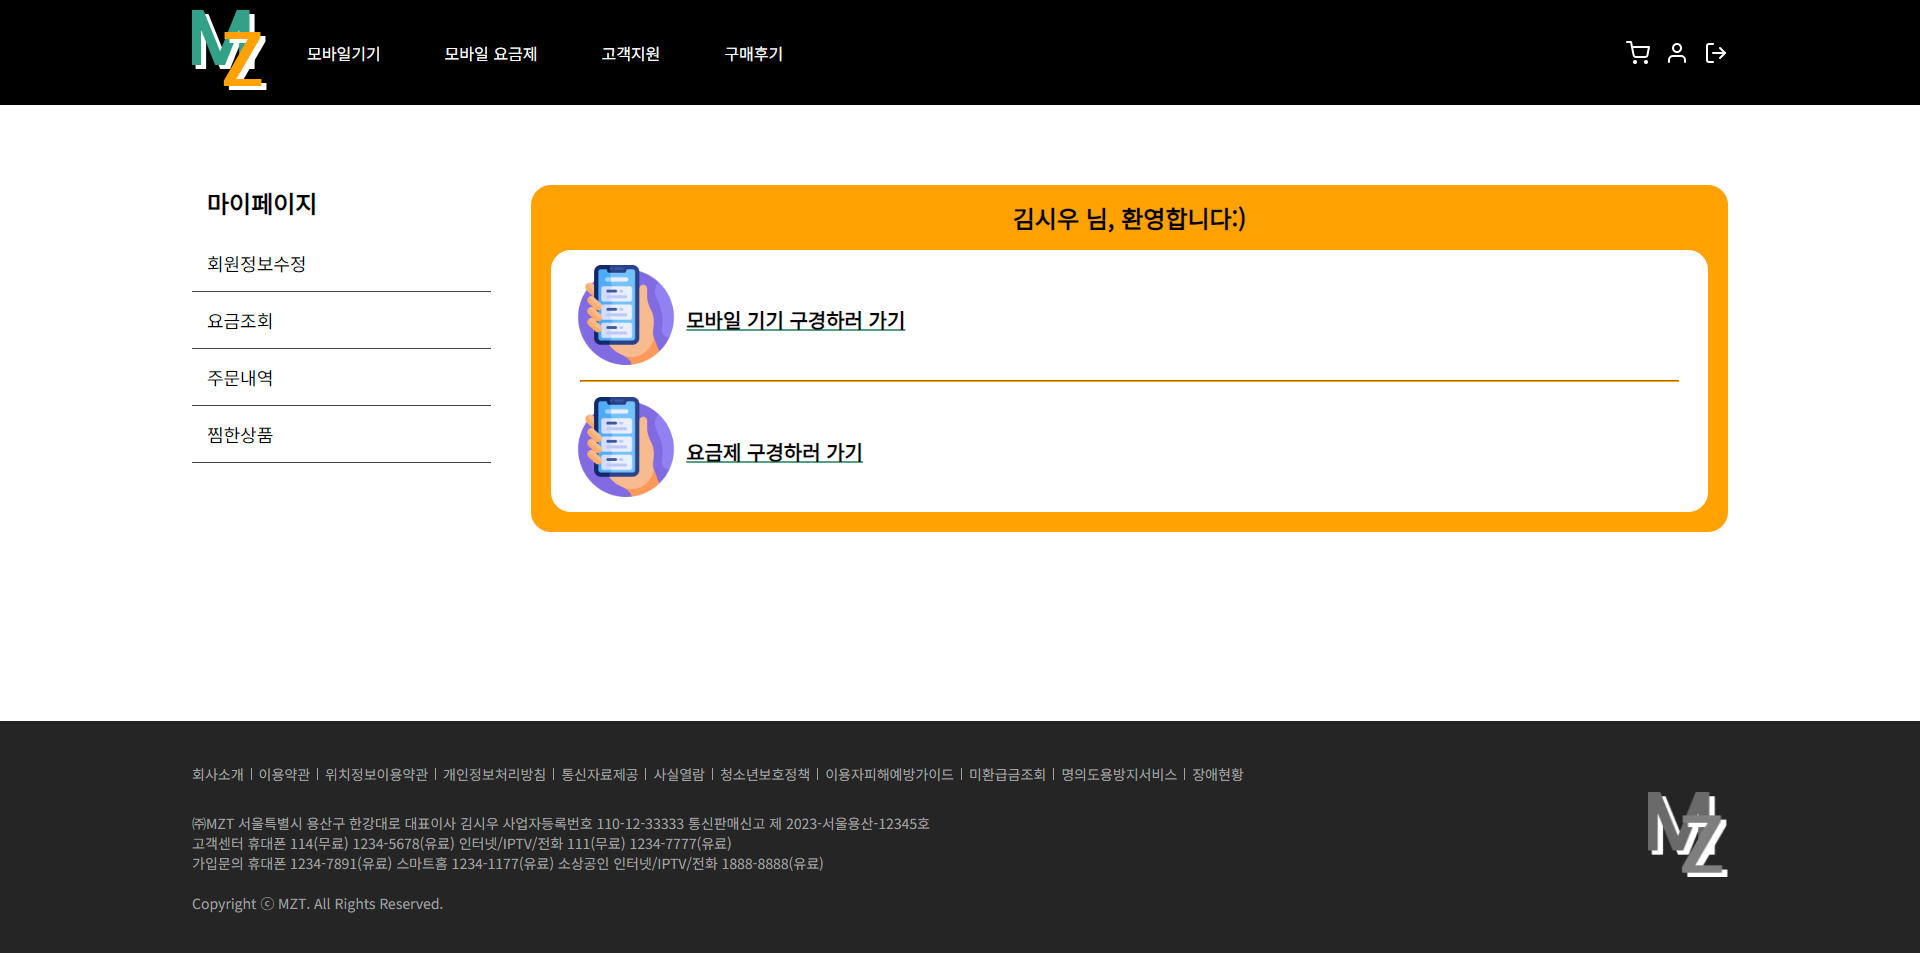 MZ
모바일기기 모바일 요금제 고객지원 구매후기
마이페이지
회원정보수정
요금조회
주문내역
찜한상품
김시우 님, 환영합니다:)
모바일 기기 구경하러 가기
요금제 구경하러 가기
회사소개 | 이용약관 | 위치정보이용약관 | 개인정보처리방침 | 통신자료제공 | 사실열람 | 청소년보호정책 | 이용자피해예방가이드 | 미환급금조회 | 명의도용방지서비스 | 장애현황
㈜MZT 서울특별시 용산구 한강대로 대표이사 김시우 사업자등록번호 110-12-33333 통신판매신고 제 2023-서울용산-12345호
고객센터 휴대폰 114(무료) 1234-5678(유료) 인터넷/IPTV/전화 111(무료) 1234-7777(유료)
가입문의 휴대폰 1234-7891(유료) 스마트홈 1234-1177(유료) 소상공인 인터넷/IPTV/전화 1888-8888(유료)
Copyright ⓒ MZT. All Rights Reserved.
MZ